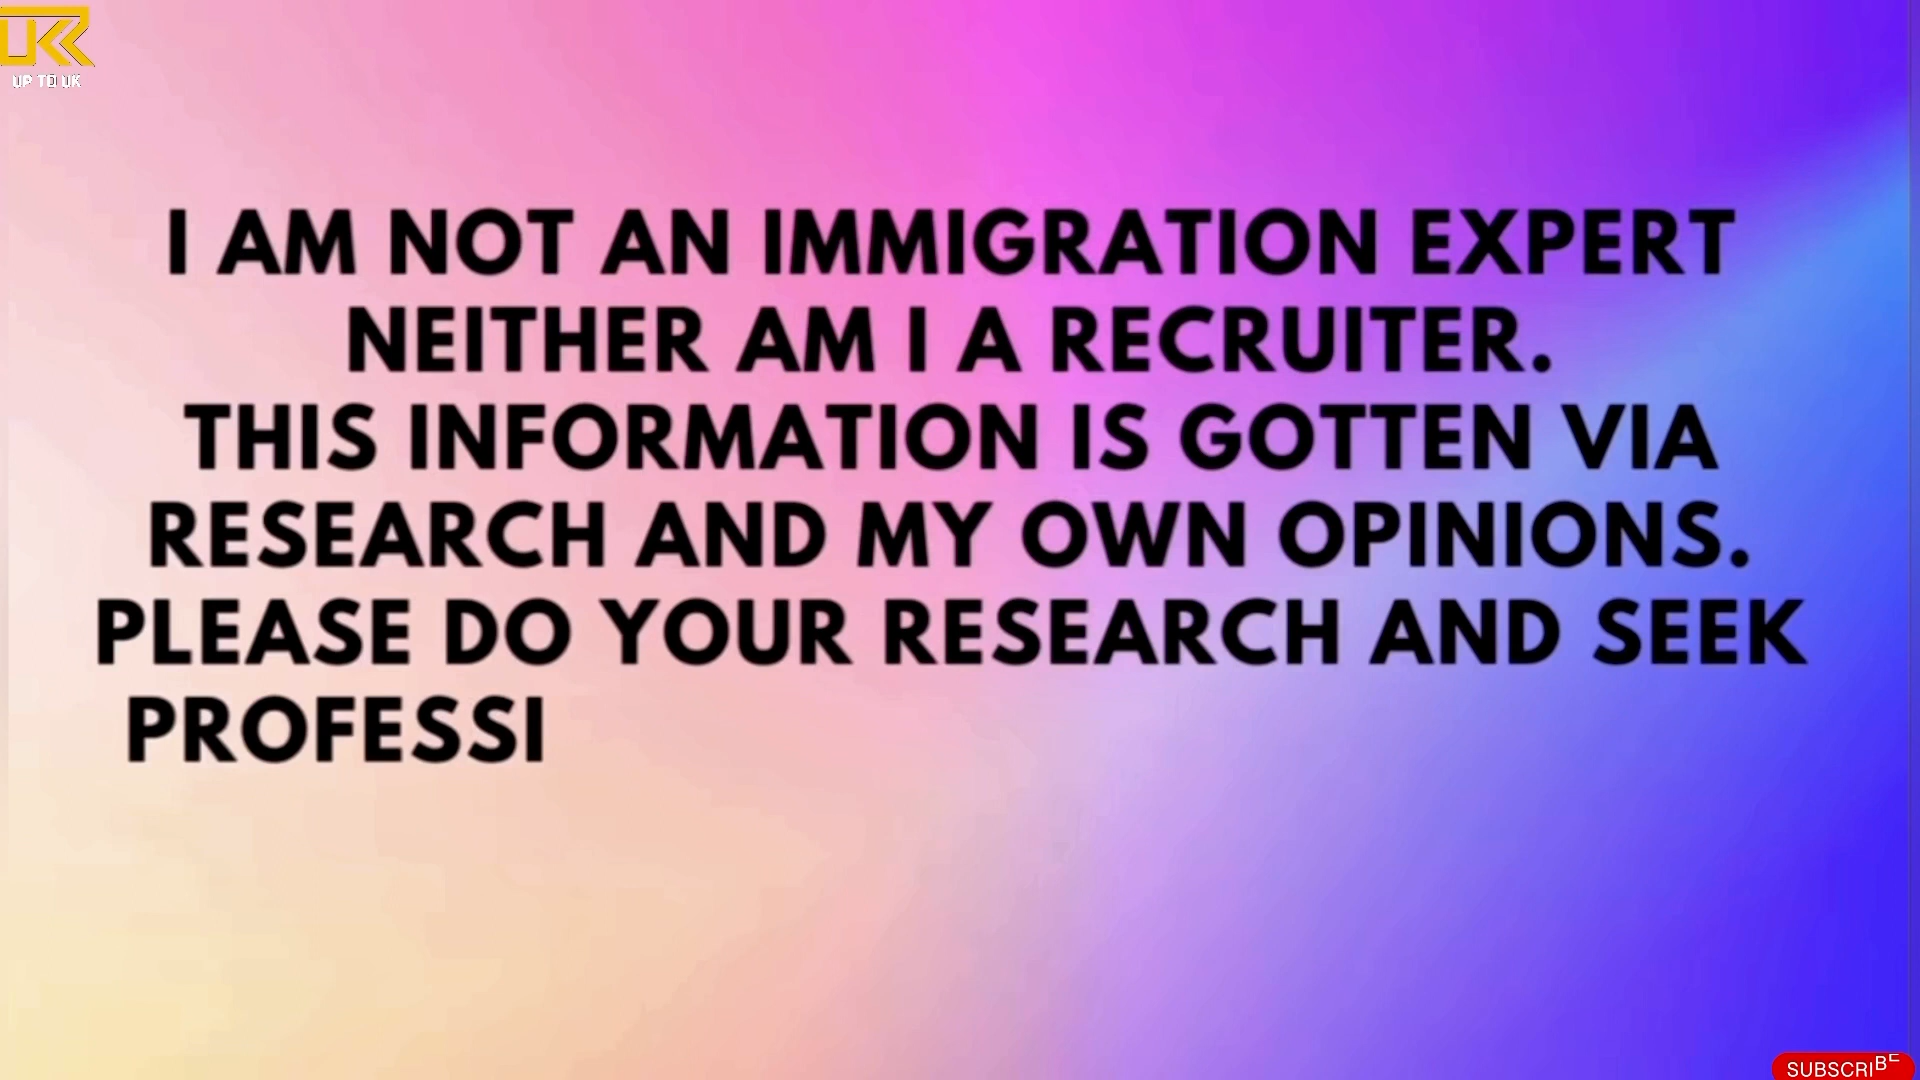 UP TO UK
I AM NOT AN IMMIGRATION EXPERT
NEITHER AM I A RECRUITER.
THIS INFORMATION IS GOTTEN VIA
RESEARCH AND MY OWN OPINIONS.
PLEASE DO YOUR RESEARCH AND SEEK
PROFESSI
SUBSCRIBE